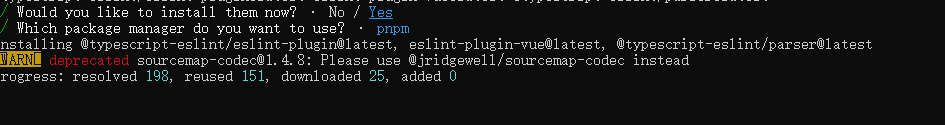 / Would you like to install them now? · No / Yes
/ Which package manager do you want to use? · pnpm
nstalling @typescript-eslint/eslint-plugin@latest, eslint-plugin-vue@latest, @typescript-eslint/parser@latest
WARN deprecated sourcemap-codec@1.4.8: Please use @jridgewell/sourcemap-codec instead
rogress: resolved 198, reused 151, downloaded 25, added 0